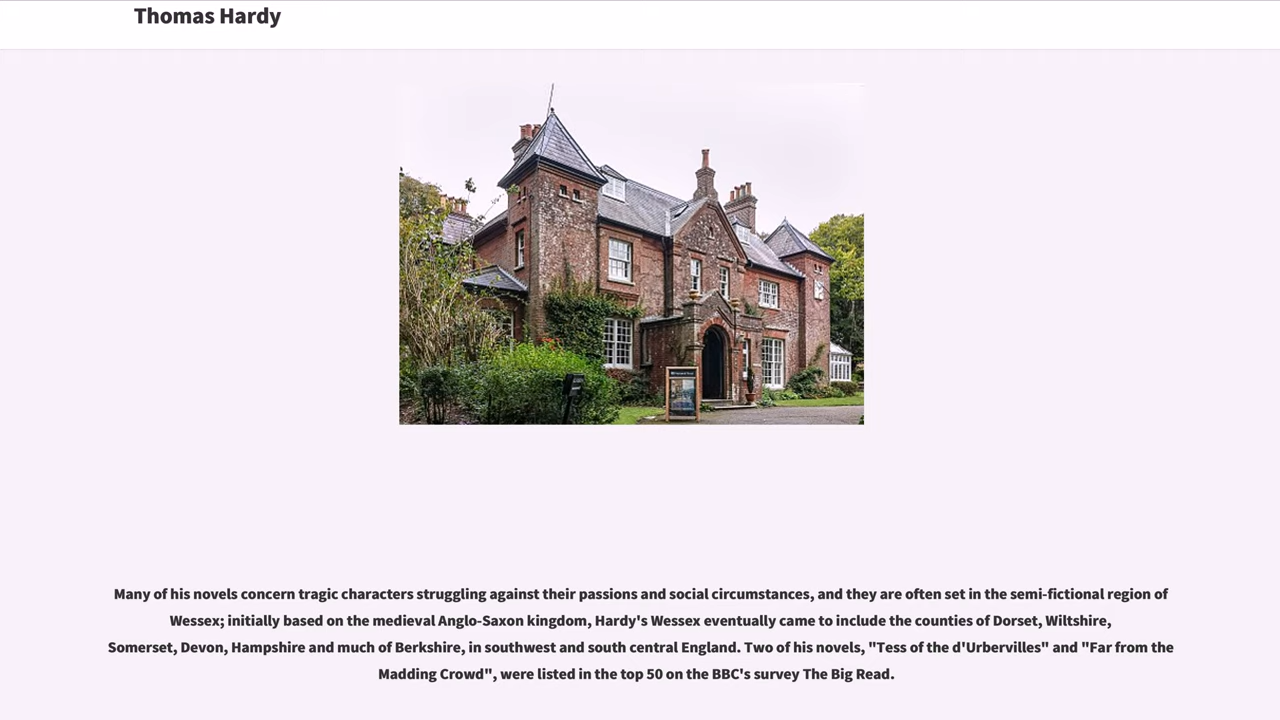 Thomas Hardy
Many of his novels concern tragic characters struggling against their passions and social circumstances, and they are often set in the semi-fictional region of
Wessex; initially based on the medieval Anglo-Saxon kingdom, Hardy's Wessex eventually came to include the counties of Dorset, Wiltshire,
Somerset, Devon, Hampshire and much of Berkshire, in southwest and south central England. Two of his novels, "Tess of the d'Urbervilles" and "Far from the
Madding Crowd", were listed in the top 50 on the BBC's survey The Big Read.